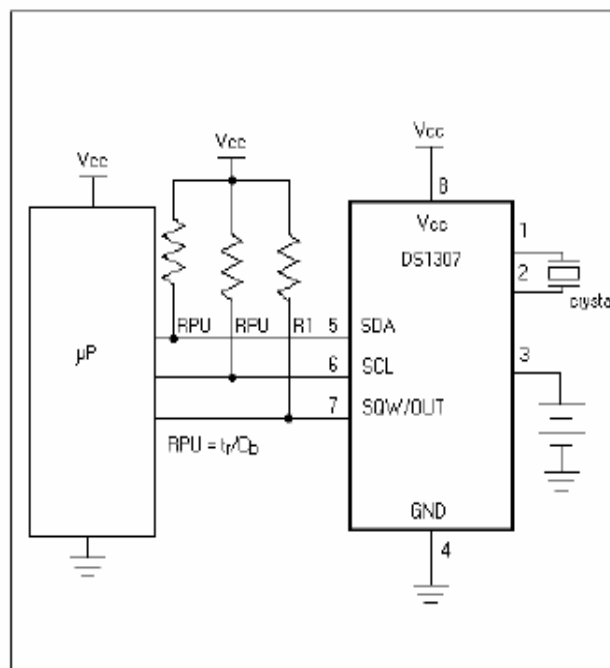 Vcc
Vcc
Vcc
8
Vcc
DS1307
1
2
crysta
RPU
RPU
R1
5
SDA
3
µP
6
SCL
7
SQW/OUT
RPU = tr/Cb
GND
4